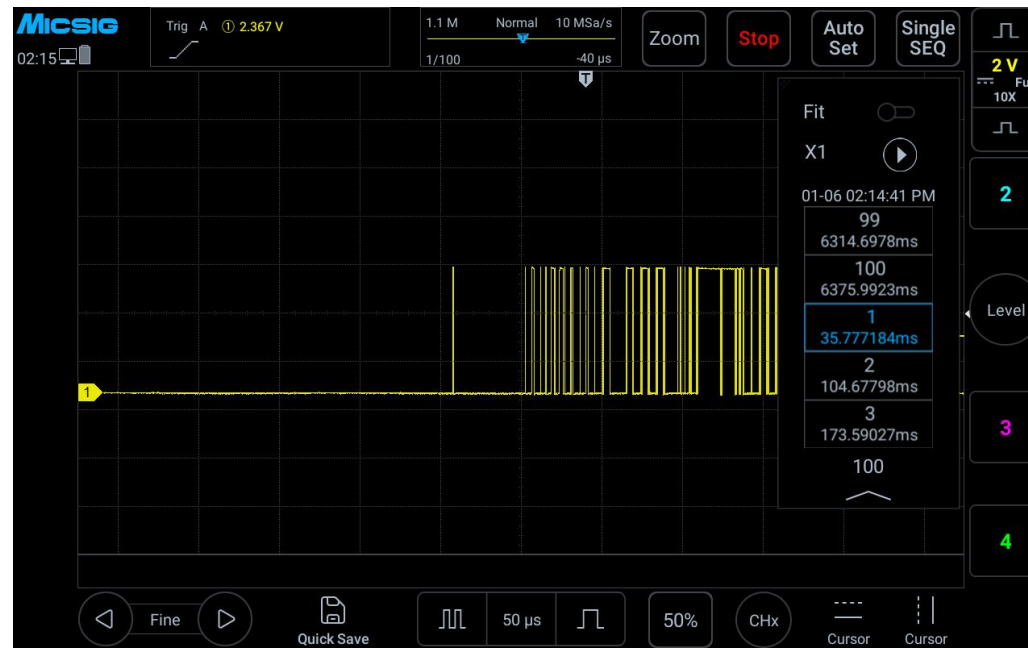 Micsig
Trig A ① 2.367 V
1.1 M Normal 10 MSa/s
T
1/100 -40 µs
Zoom
Stop
Auto Set
Single SEQ
02:15
2 V
Fu
10X
T
Fit
X1
01-06 02:14:41 PM
99
6314.6978ms
100
6375.9923ms
1
35.777184ms
2
104.67798ms
3
173.59027ms
100
1
2
Level
3
4
Fine
Quick Save
50 µs
50%
CHx
Cursor
Cursor